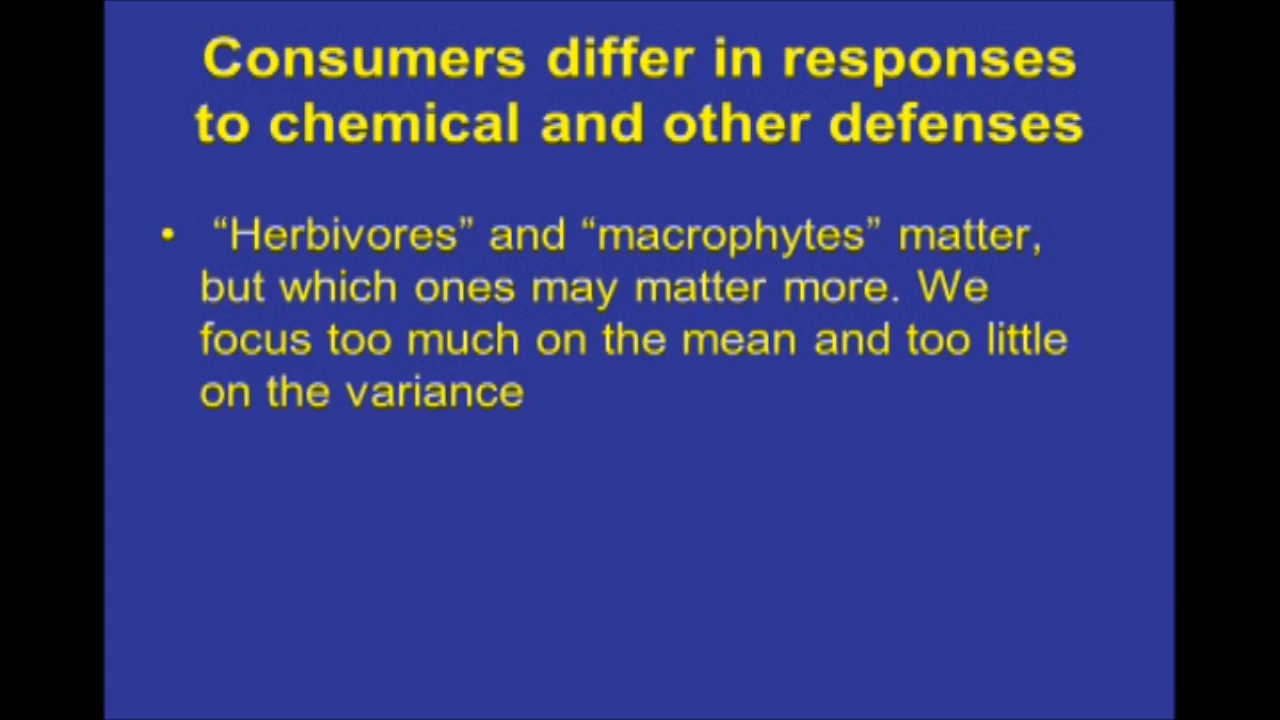 Consumers differ in responses
to chemical and other defenses
• “Herbivores” and “macrophytes” matter,
but which ones may matter more. We
focus too much on the mean and too little
on the variance